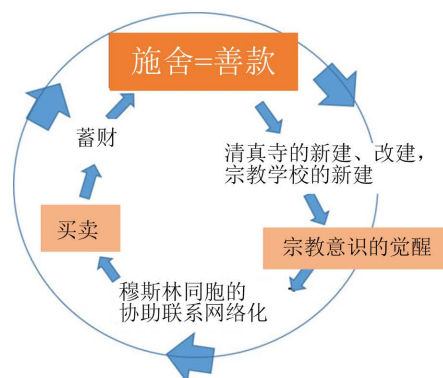 施舍=善款
清真寺的新建、改建，
宗教学校的新建
宗教意识的觉醒
穆斯林同胞的
协助联系网络化
买卖
蓄财